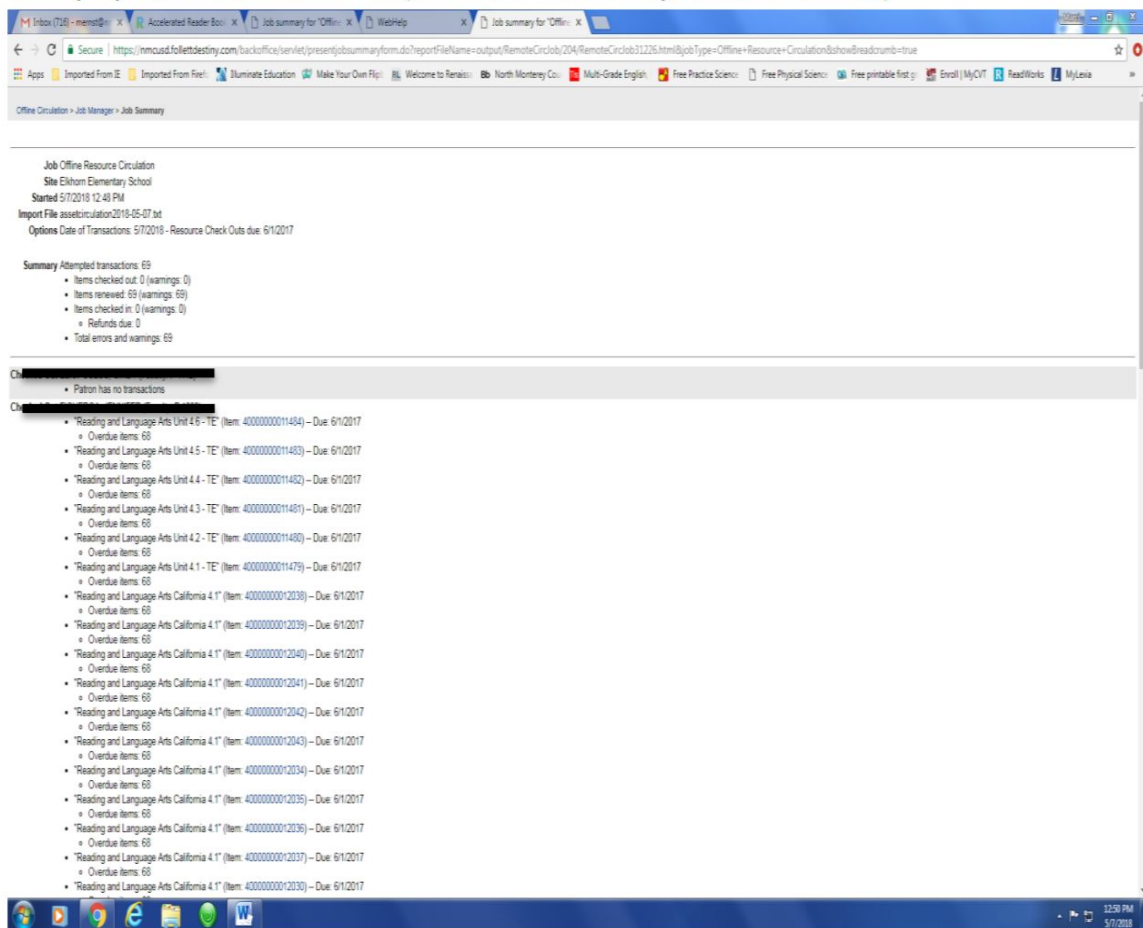 Inbox (716) - memst@n
Accelerated Reader Book
Job summary for "Offlin
WebHelp
Job summary for "Offlin
Secure | https://nmcusd.follettdestiny.com/backoffice/servlet/presentjobsummaryform.do?reportFileName=output/RemoteCircJob/204/RemoteCircJob31226.html&jobType=Offline+Resource+Circulation&showBreadcrumb=true
Apps Imported From IE Imported From Firef Illuminate Education Make Your Own Flip Welcome to Renaiss Bb North Monterey Cou Multi-Grade English Free Practice Science Free Physical Science Free printable first g Enroll | MyCVT ReadWorks MyLexia »
Offline Circulation > Job Manager > Job Summary
Job Offline Resource Circulation
Site Elkhorn Elementary School
Started 5/7/2018 12:48 PM
Import File assetcirculation2018-05-07.txt
Options Date of Transactions: 5/7/2018 - Resource Check Outs due: 6/1/2017
Summary Attempted transactions: 69
• Items checked out: 0 (warnings: 0)
• Items renewed: 69 (warnings: 69)
• Items checked in: 0 (warnings: 0)
Refunds due: 0
• Total errors and warnings: 69
• Patron has no transactions
• "Reading and Language Arts Unit 4.6 - TE" (Item: 40000000011484) – Due: 6/1/2017
Overdue items: 68
• "Reading and Language Arts Unit 4.5 - TE" (Item: 40000000011483) – Due: 6/1/2017
Overdue items: 68
• "Reading and Language Arts Unit 4.4 - TE" (Item: 40000000011482) – Due: 6/1/2017
Overdue items: 68
• "Reading and Language Arts Unit 4.3 - TE" (Item: 40000000011481) – Due: 6/1/2017
Overdue items: 68
• "Reading and Language Arts Unit 4.2 - TE" (Item: 40000000011480) – Due: 6/1/2017
Overdue items: 68
• "Reading and Language Arts Unit 4.1 - TE" (Item: 40000000011479) – Due: 6/1/2017
Overdue items: 68
• "Reading and Language Arts California 4.1" (Item: 40000000012038) – Due: 6/1/2017
Overdue items: 68
• "Reading and Language Arts California 4.1" (Item: 40000000012039) – Due: 6/1/2017
Overdue items: 68
• "Reading and Language Arts California 4.1" (Item: 40000000012040) – Due: 6/1/2017
Overdue items: 68
• "Reading and Language Arts California 4.1" (Item: 40000000012041) – Due: 6/1/2017
Overdue items: 68
• "Reading and Language Arts California 4.1" (Item: 40000000012042) – Due: 6/1/2017
Overdue items: 68
• "Reading and Language Arts California 4.1" (Item: 40000000012043) – Due: 6/1/2017
Overdue items: 68
• "Reading and Language Arts California 4.1" (Item: 40000000012034) – Due: 6/1/2017
Overdue items: 68
• "Reading and Language Arts California 4.1" (Item: 40000000012035) – Due: 6/1/2017
Overdue items: 68
• "Reading and Language Arts California 4.1" (Item: 40000000012036) – Due: 6/1/2017
Overdue items: 68
• "Reading and Language Arts California 4.1" (Item: 40000000012037) – Due: 6/1/2017
Overdue items: 68
• "Reading and Language Arts California 4.1" (Item: 40000000012030) – Due: 6/1/2017
12:50 PM
5/7/2018